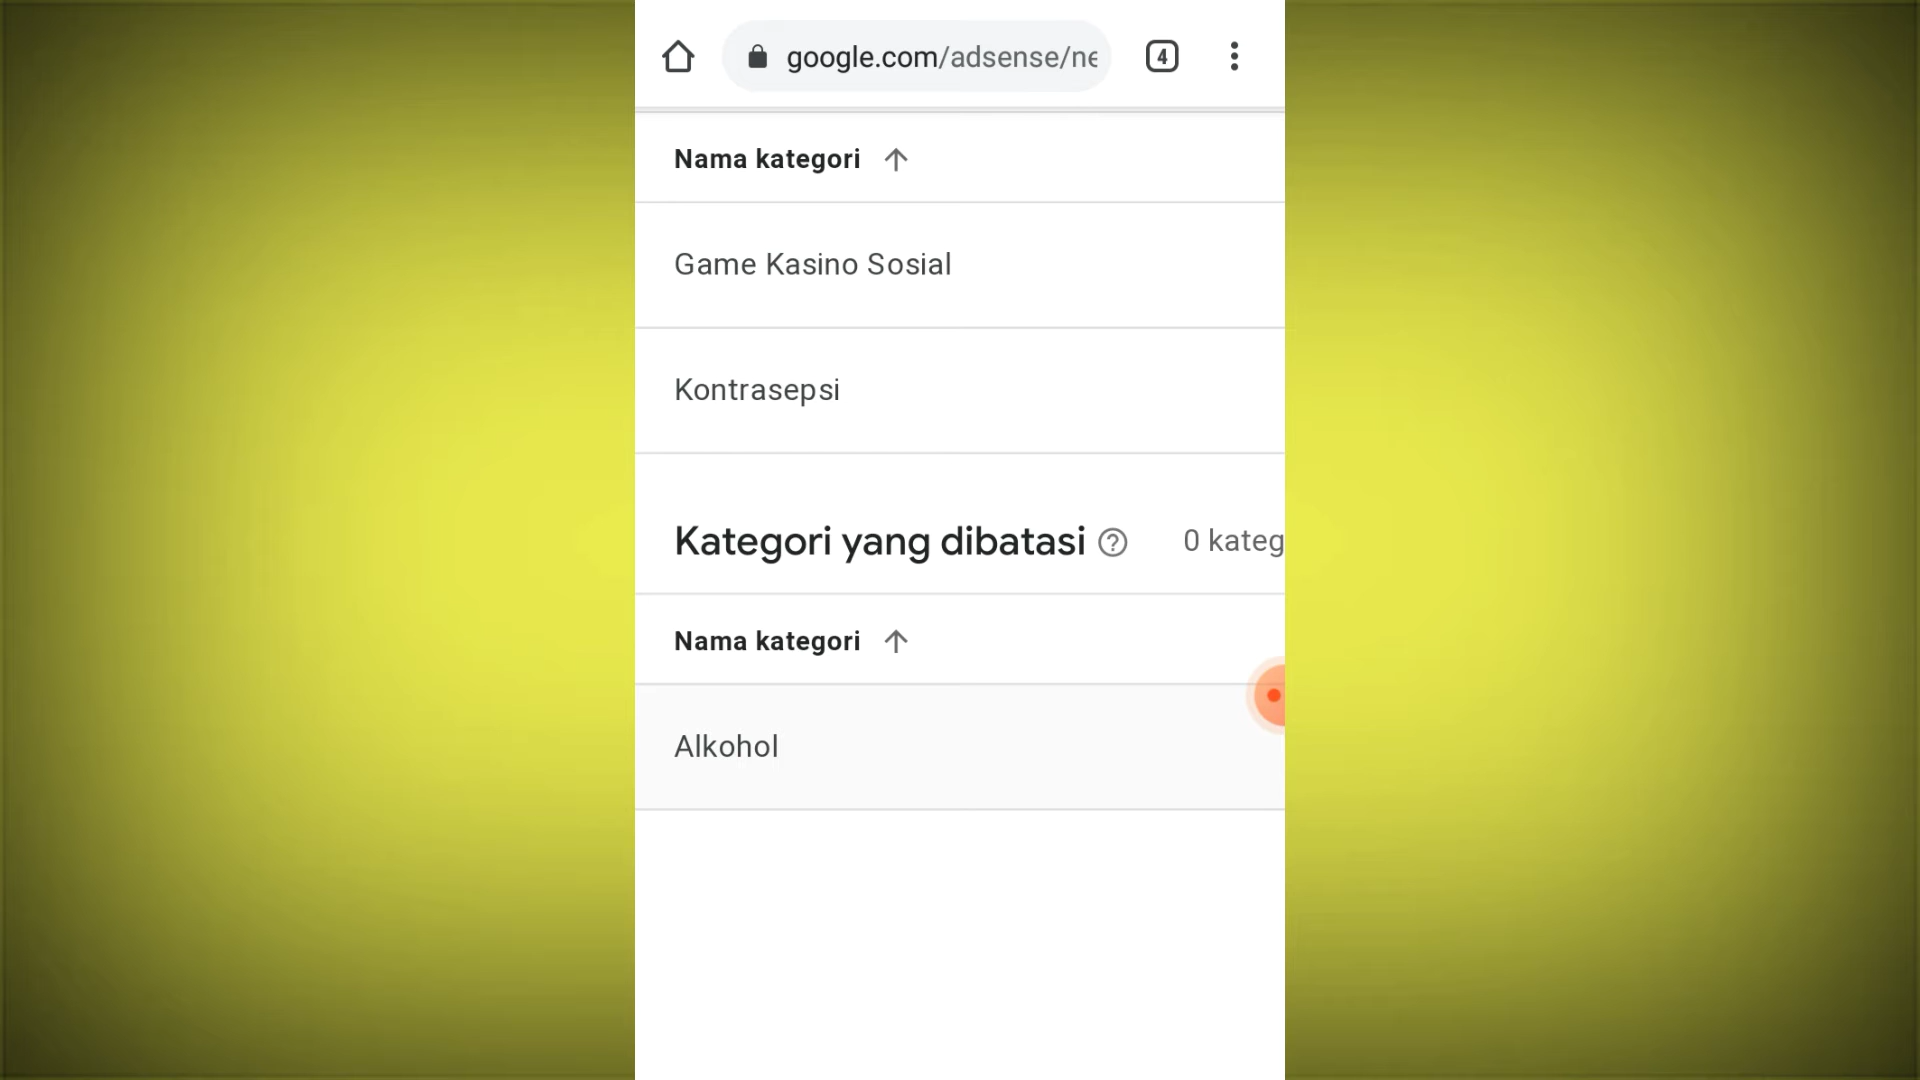 google.com/adsense/ne
4
Nama kategori
Game Kasino Sosial
Kontrasepsi
Kategori yang dibatasi
0 kateg
Nama kategori
Alkohol